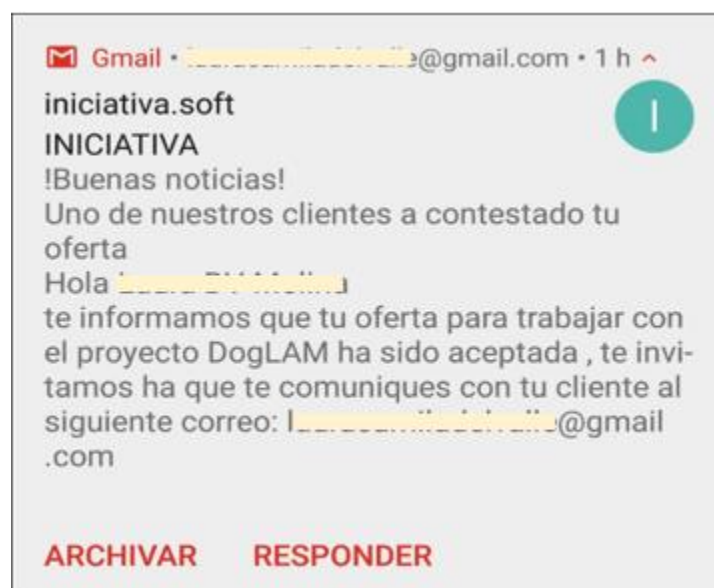 Gmail • @gmail.com • 1 h
iniciativa.soft
I
INICIATIVA
!Buenas noticias!
Uno de nuestros clientes a contestado tu
oferta
Hola
te informamos que tu oferta para trabajar con
el proyecto DogLAM ha sido aceptada , te invi-
tamos ha que te comuniques con tu cliente al
siguiente correo: @gmail
.com
ARCHIVAR RESPONDER